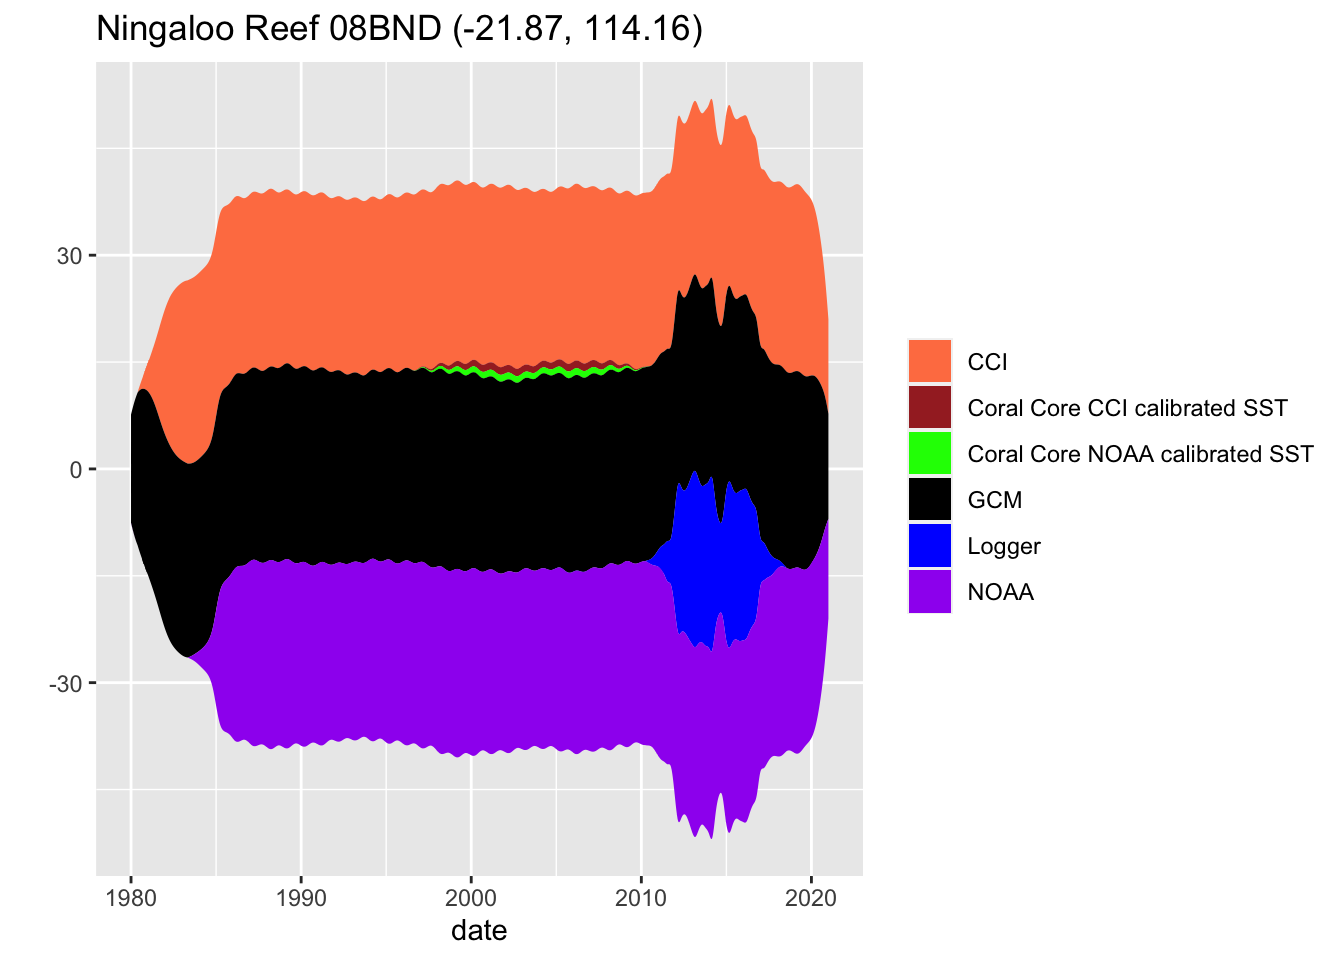 Ningaloo Reef 08BND (-21.87, 114.16)
30
0
-30
1980 1990 2000 2010 2020
date
CCI
Coral Core CCI calibrated SST
Coral Core NOAA calibrated SST
GCM
Logger
NOAA